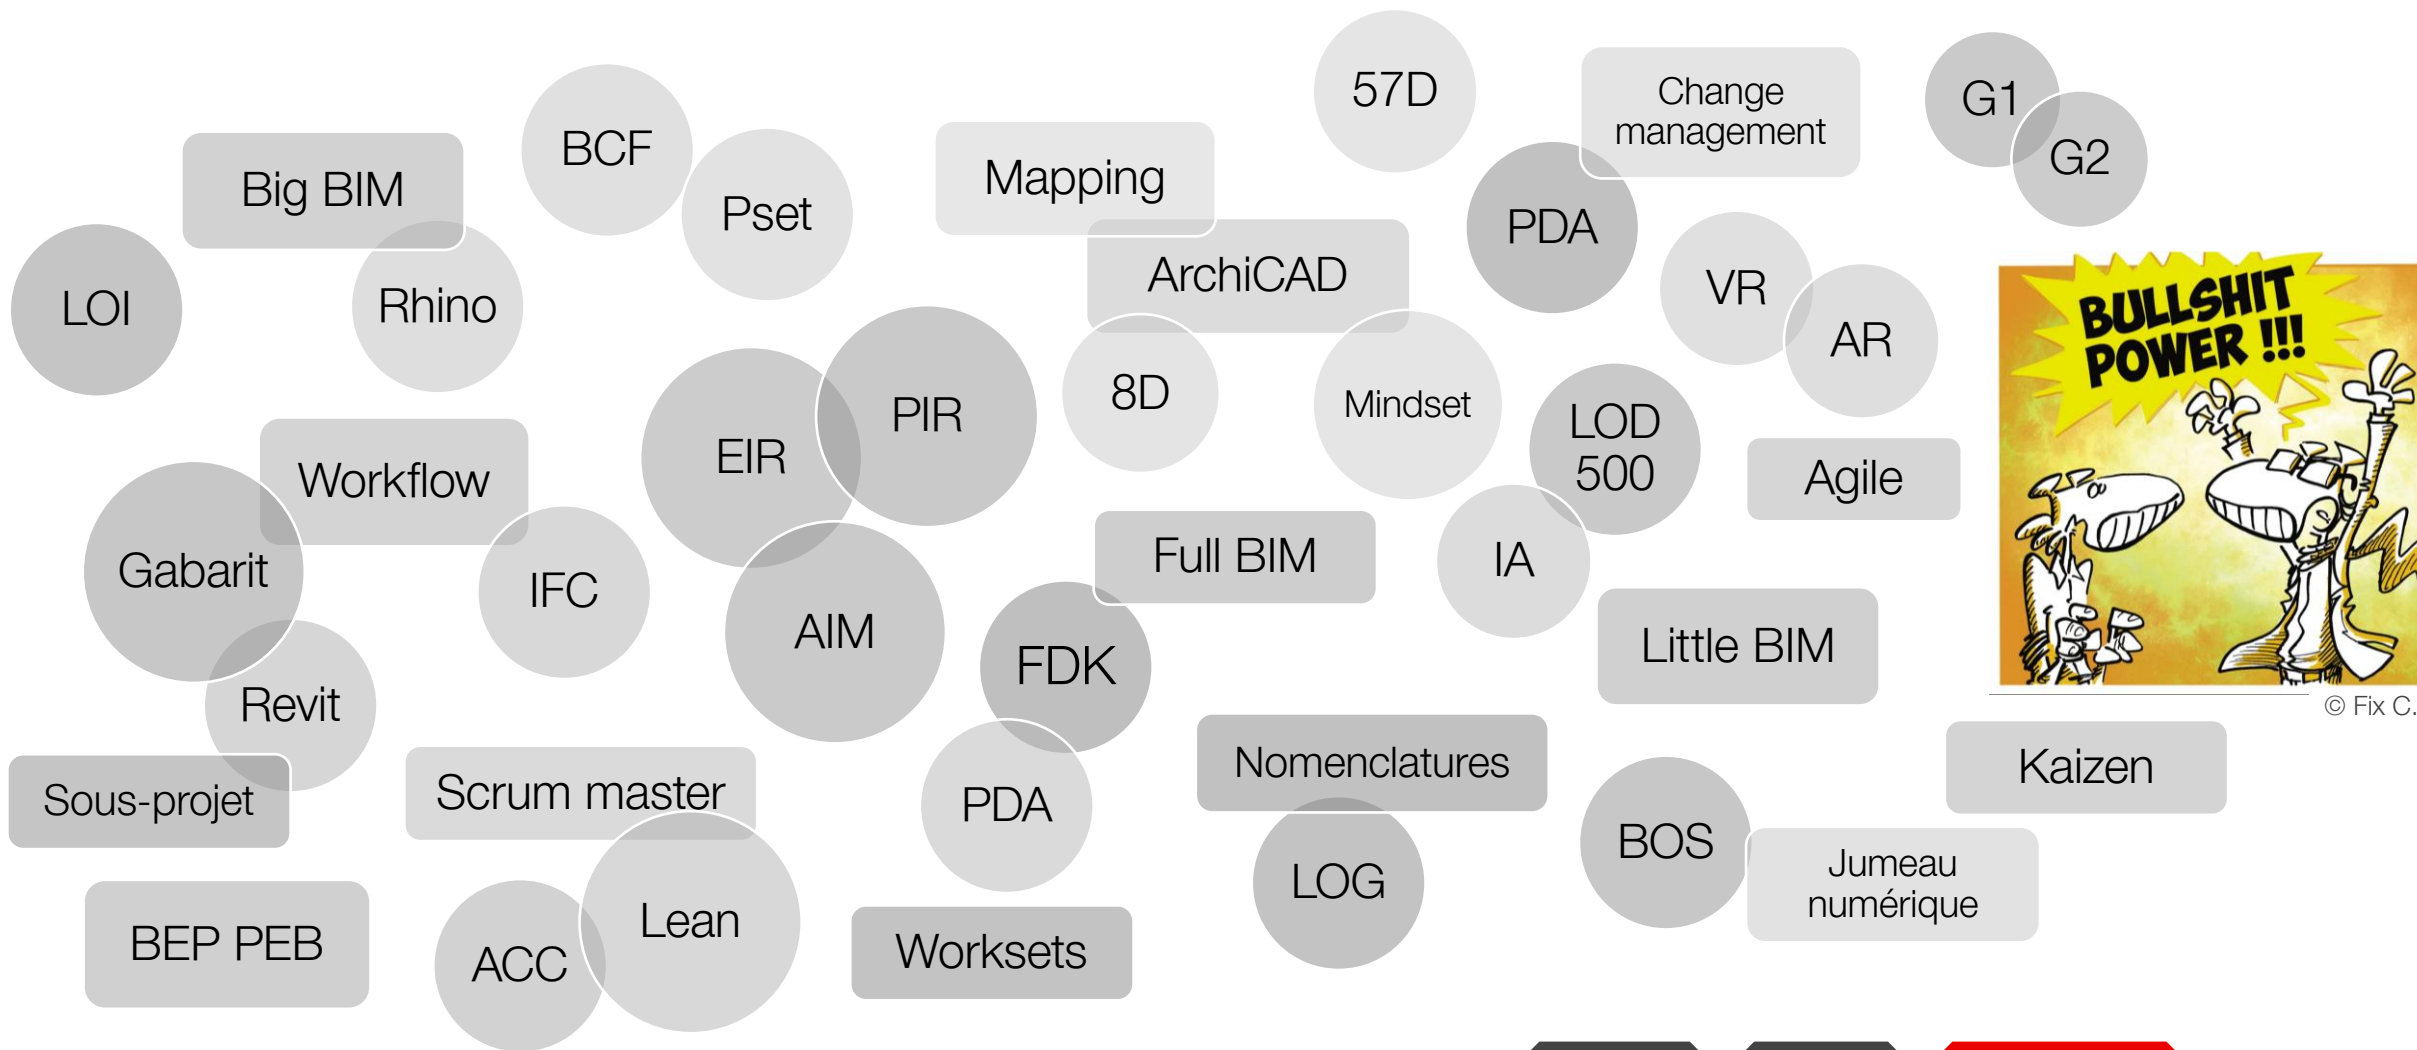 57D
Change
management
G1
G2
BCF
Big BIM
Pset
Mapping
PDA
ArchiCAD
VR
AR
LOI
Rhino
BULLSHIT
POWER !!!
PIR
8D
Mindset
LOD
500
EIR
Workflow
Agile
Gabarit
IFC
Full BIM
IA
AIM
FDK
Little BIM
Revit
© Fix C.
Sous-projet
Scrum master
PDA
Nomenclatures
Kaizen
BOS
LOG
Jumeau
numérique
BEP PEB
ACC
Lean
Worksets